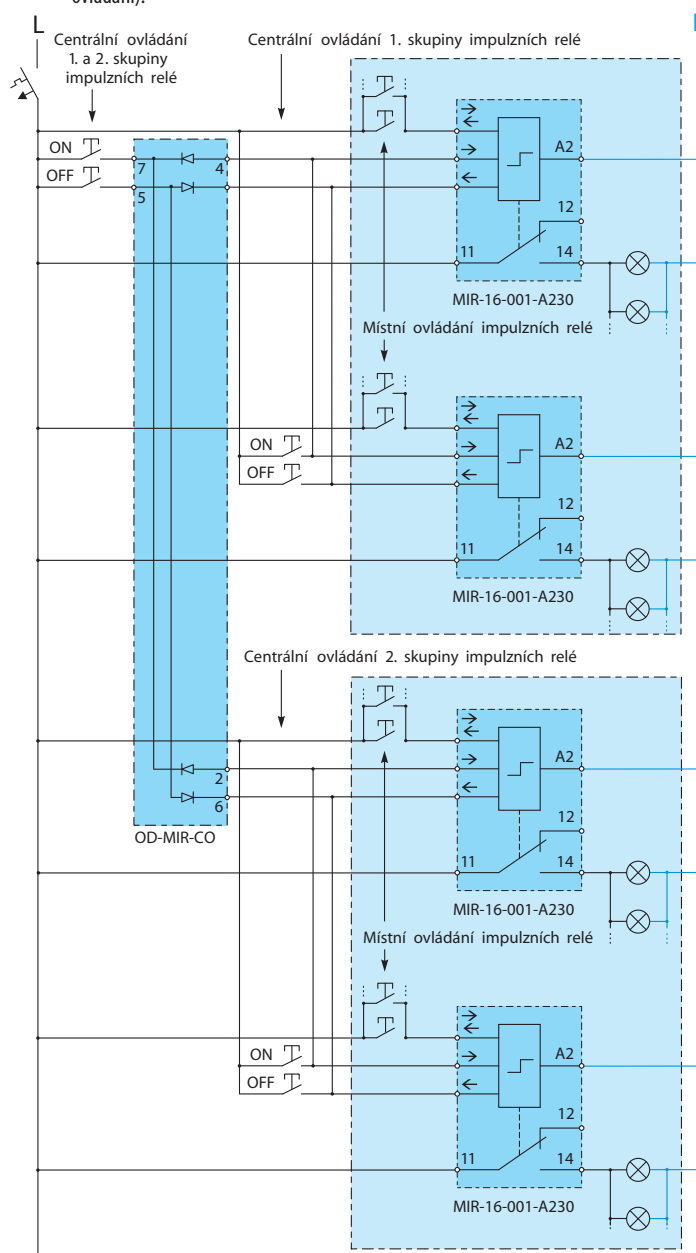 ovládání).
L
Centrální ovládání
1. a 2. skupiny
impulzních relé
Centrální ovládání 1. skupiny impulzních relé
ON
OFF
7
4
5
A2
12
11
14
MIR-16-001-A230
Místní ovládání impulzních relé
ON
OFF
A2
12
11
14
MIR-16-001-A230
Centrální ovládání 2. skupiny impulzních relé
2
6
OD-MIR-CO
A2
12
11
14
MIR-16-001-A230
Místní ovládání impulzních relé
ON
OFF
A2
12
11
14
MIR-16-001-A230